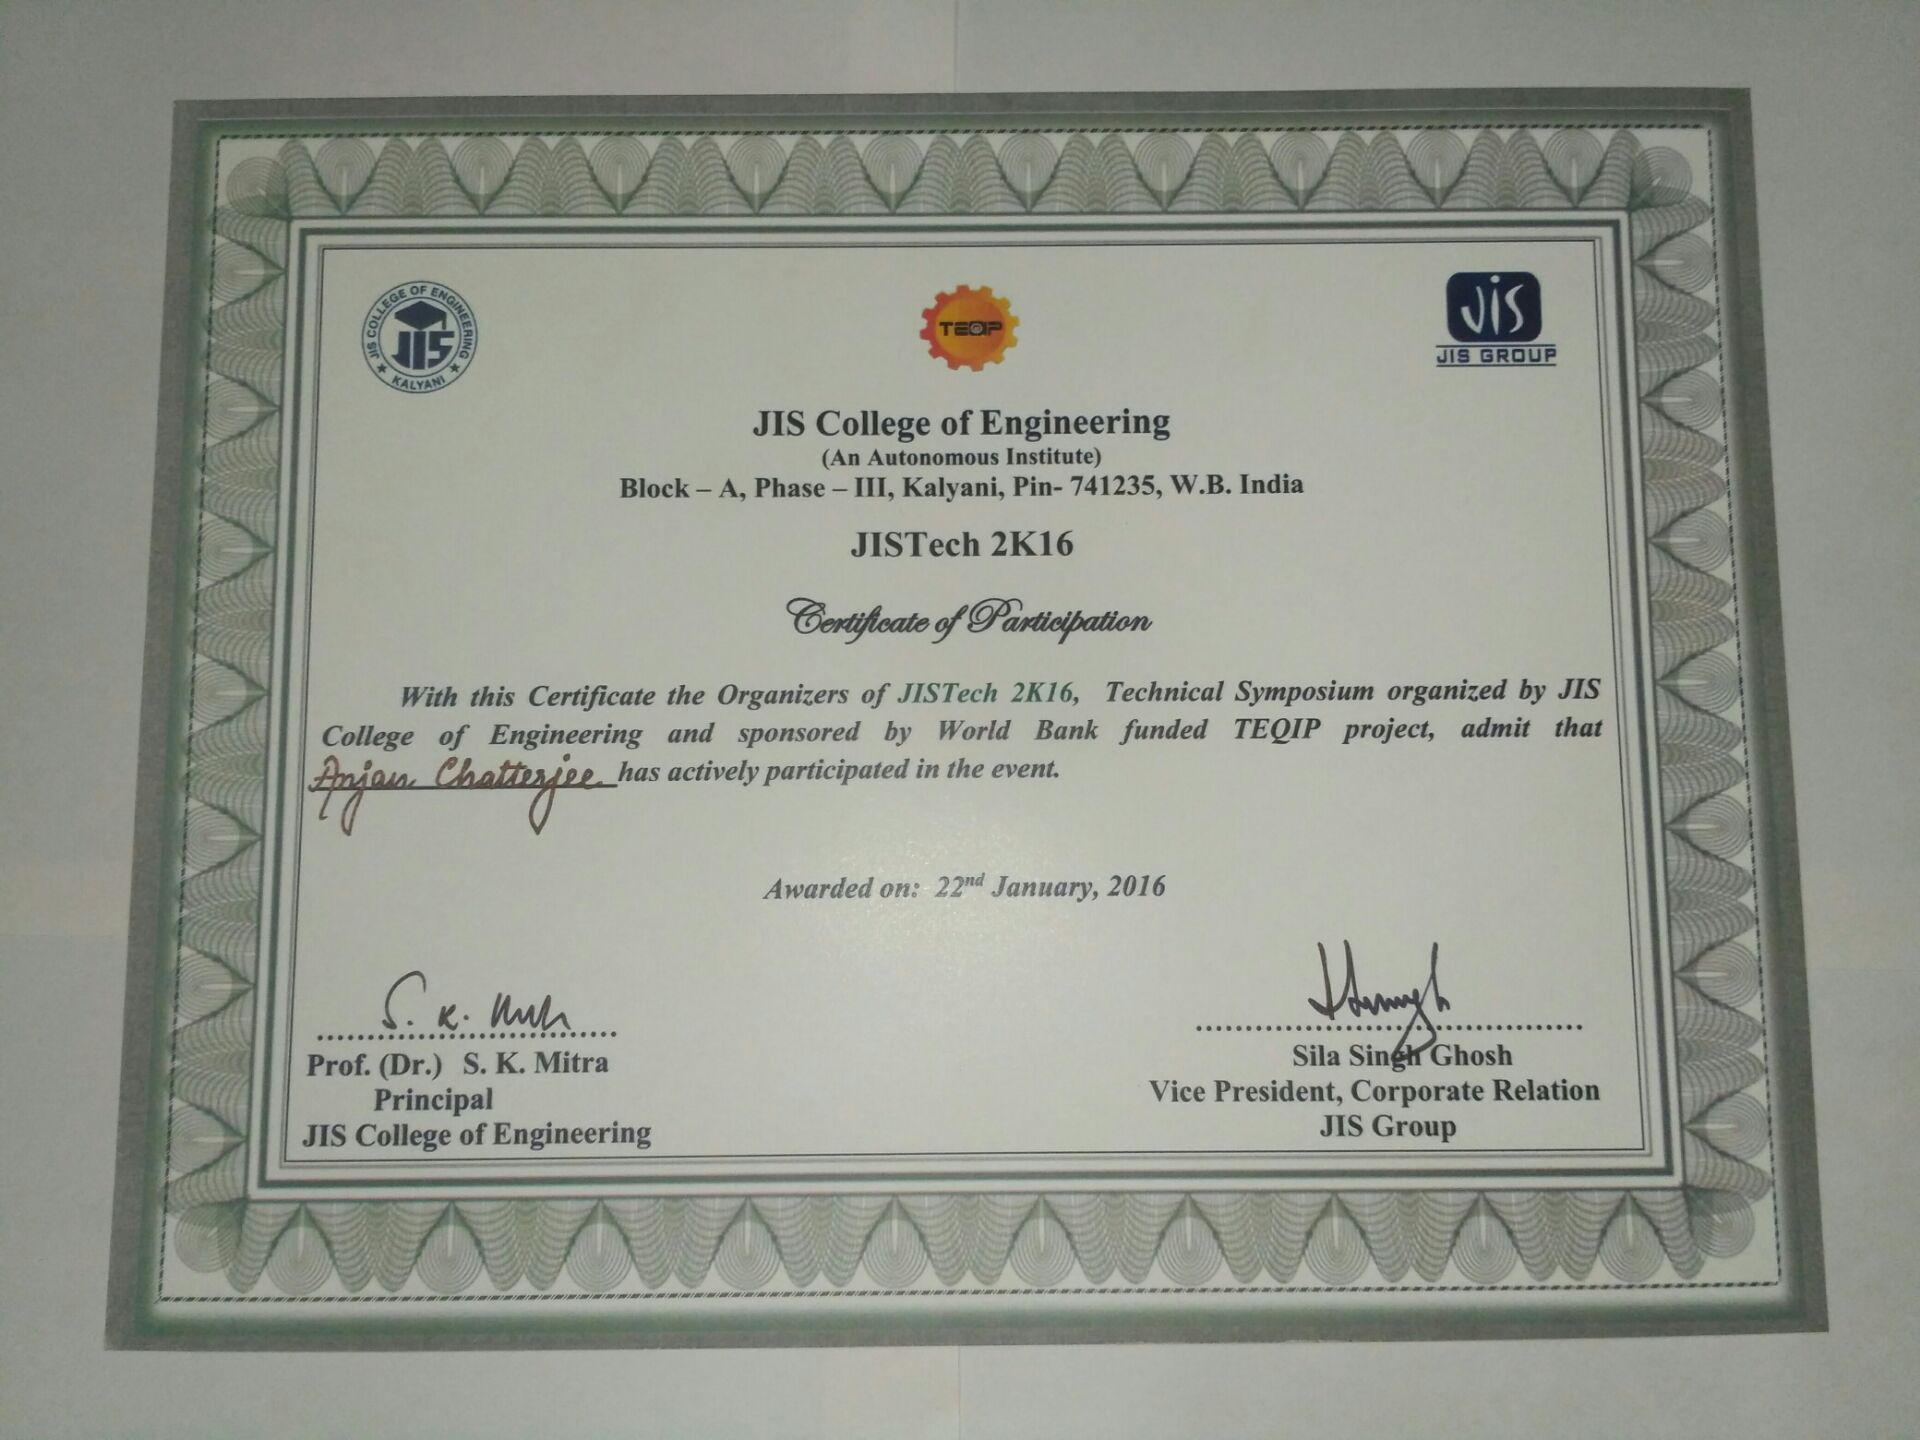 JIS COLLEGE OF ENGINEERING
JIS
★ KALYANI ★
TEQIP
JIS
JIS GROUP
JIS College of Engineering
(An Autonomous Institute)
Block – A, Phase – III, Kalyani, Pin- 741235, W.B. India
JISTech 2K16
Certificate of Participation
With this Certificate the Organizers of JISTech 2K16, Technical Symposium organized by JIS
College of Engineering and sponsored by World Bank funded TEQIP project, admit that
Anjan Chatterjee has actively participated in the event.
Awarded on: 22nd January, 2016
S. K.
Prof. (Dr.) S. K. Mitra
Principal
JIS College of Engineering
Sila Singh Ghosh
Vice President, Corporate Relation
JIS Group